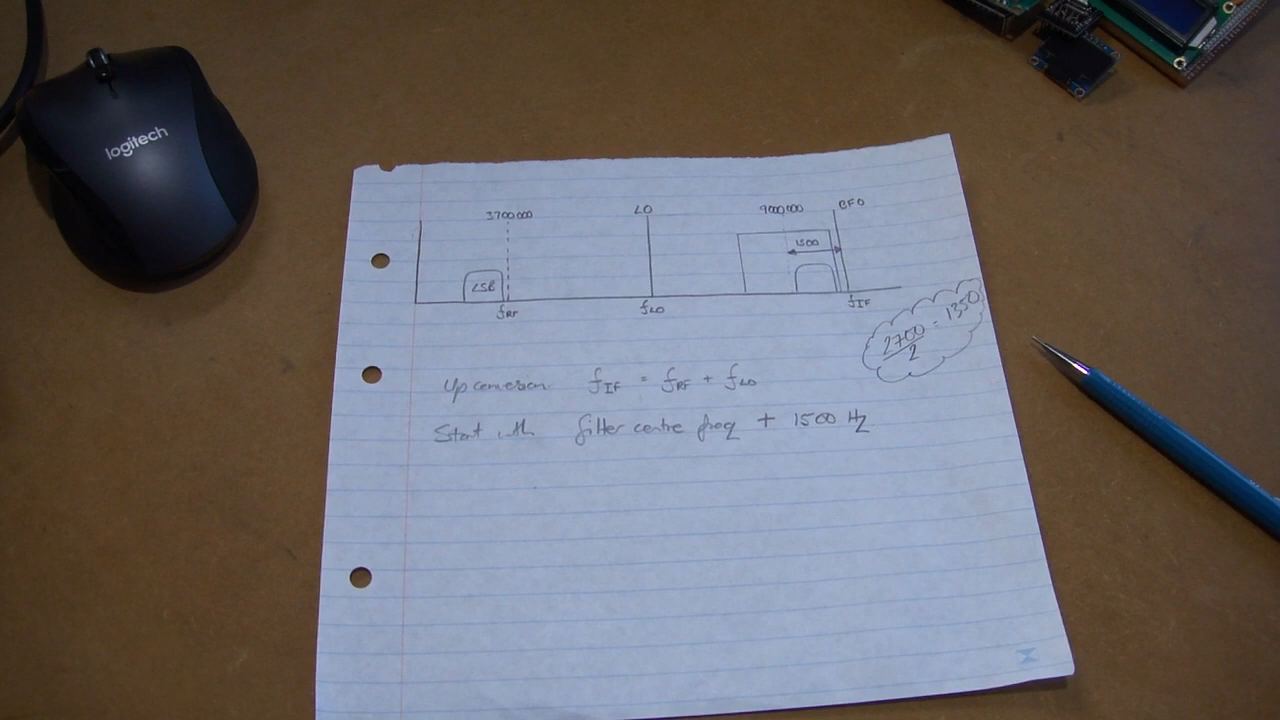 logitech
3700000 LO 9000000 BFO
1500
LSB
fRF fLO fIF
2700/2 = 1350
Up conversion fIF = fRF + fLO
Start with filter centre freq + 1500 Hz